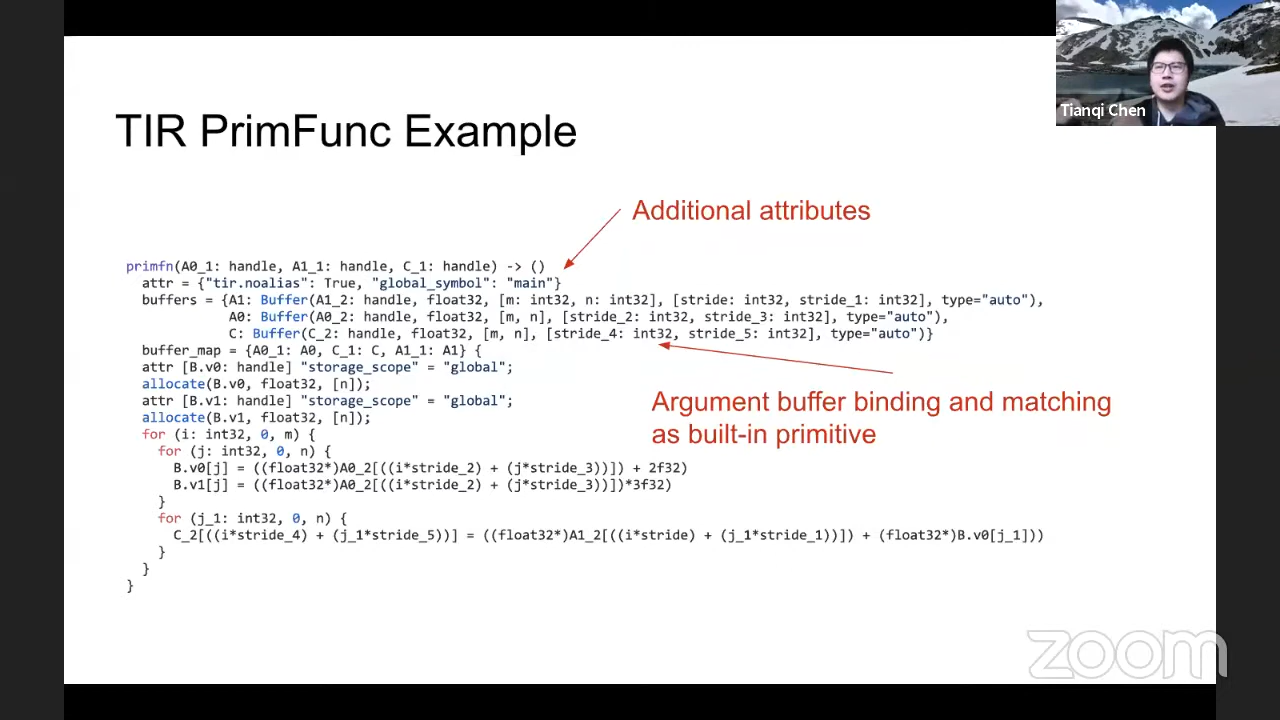 Tianqi Chen
TIR PrimFunc Example
Additional attributes
primfn(A0_1: handle, A1_1: handle, C_1: handle) -> ()
attr = {"tir.noalias": True, "global_symbol": "main"}
buffers = {A1: Buffer(A1_2: handle, float32, [m: int32, n: int32], [stride: int32, stride_1: int32], type="auto"),
A0: Buffer(A0_2: handle, float32, [m, n], [stride_2: int32, stride_3: int32], type="auto"),
C: Buffer(C_2: handle, float32, [m, n], [stride_4: int32, stride_5: int32], type="auto")}
buffer_map = {A0_1: A0, C_1: C, A1_1: A1} {
attr [B.v0: handle] "storage_scope" = "global";
allocate(B.v0, float32, [n]);
attr [B.v1: handle] "storage_scope" = "global";
allocate(B.v1, float32, [n]);
for (i: int32, 0, m) {
for (j: int32, 0, n) {
B.v0[j] = ((float32*)A0_2[((i*stride_2) + (j*stride_3))]) + 2f32)
B.v1[j] = ((float32*)A0_2[((i*stride_2) + (j*stride_3))])*3f32)
}
for (j_1: int32, 0, n) {
C_2[((i*stride_4) + (j_1*stride_5))] = ((float32*)A1_2[((i*stride) + (j_1*stride_1))]) + (float32*)B.v0[j_1]))
}
}
}
Argument buffer binding and matching
as built-in primitive
zoom